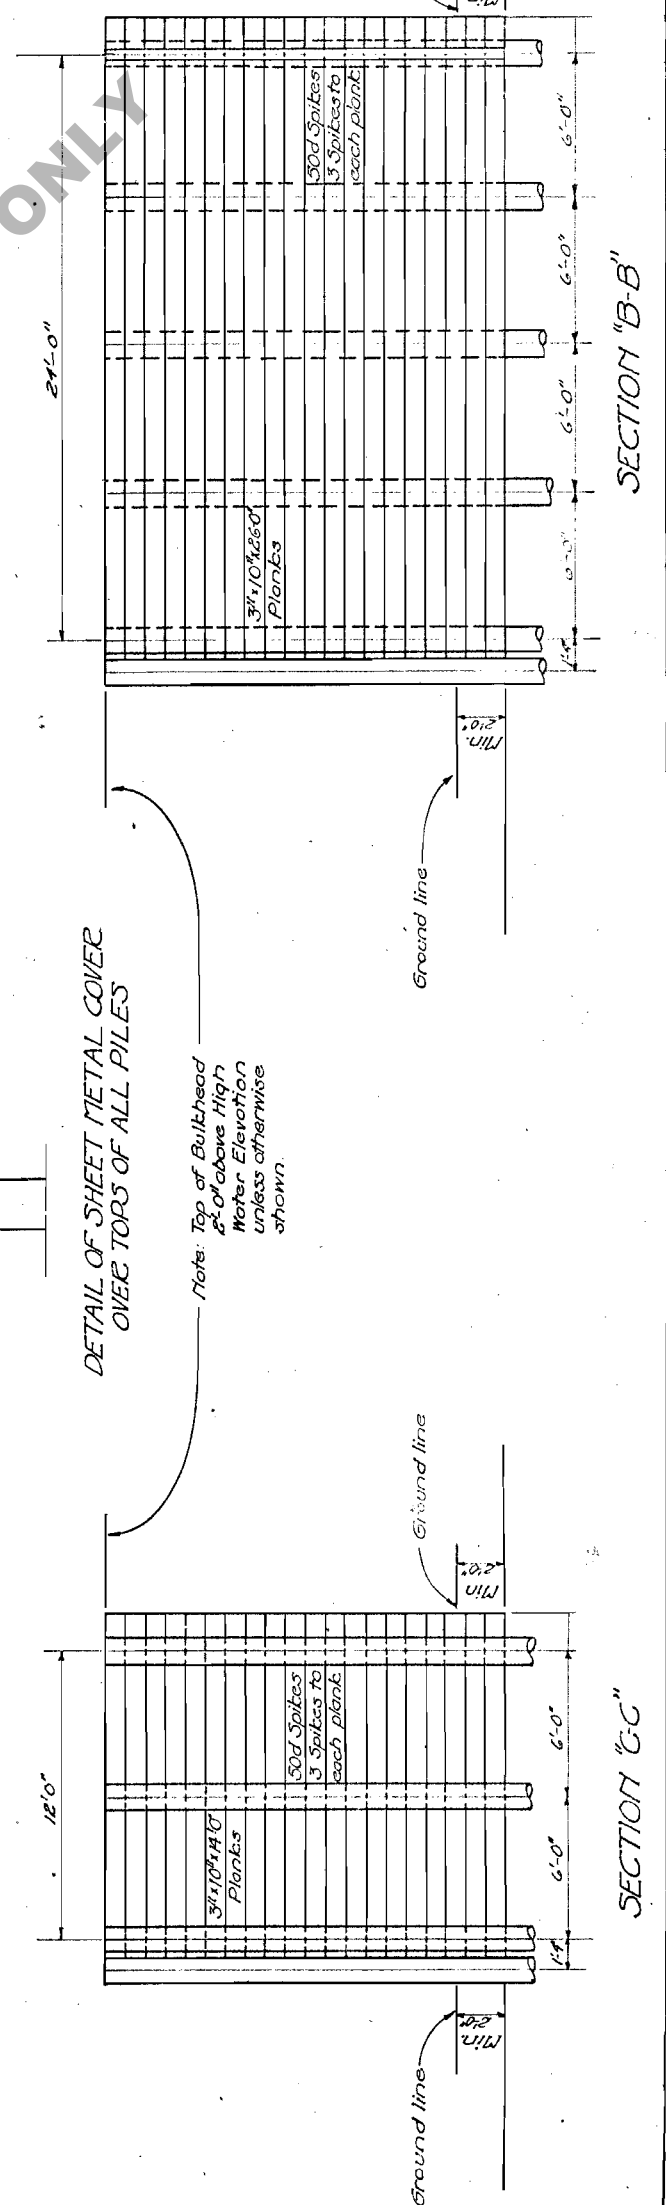 ONLY
Min.
24'-0"
50d Spikes
3 Spikes to
each plank
3"x10"x26'0"
Planks
6'-0"
6'-0"
6'-0"
6'-0"
1'-4"
SECTION "B-B"
Min.
2'0"
Ground line
DETAIL OF SHEET METAL COVER
OVER TOPS OF ALL PILES
Note: Top of Bulkhead
2'-0" above High
Water Elevation
unless otherwise
shown.
12'0"
50d Spikes
3 Spikes to
each plank
3"x10"x14'0"
Planks
Ground line
Min
2'0"
6'-0"
6'-0"
1'-4"
SECTION "C-C"
Min.
2'-0"
Ground line